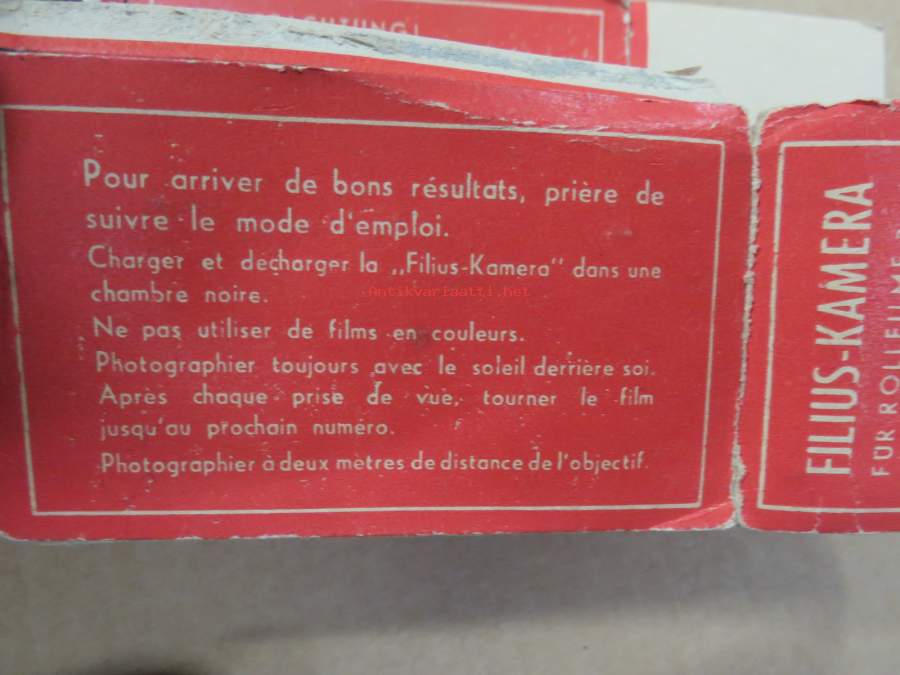 ACHTUNG!
Pour arriver de bons résultats, prière de
suivre le mode d'emploi.
Charger et decharger la „Filius-Kamera" dans une
chambre noire.
Antikvariaatti.net
Ne pas utiliser de films en couleurs.
Photographier toujours avec le soleil derrière soi.
Après chaque prise de vue, tourner le film
jusqu'au prochain numéro.
Photographier à deux mètres de distance de l'objectif.
FILIUS-KAMERA
FÜR ROLLFILME